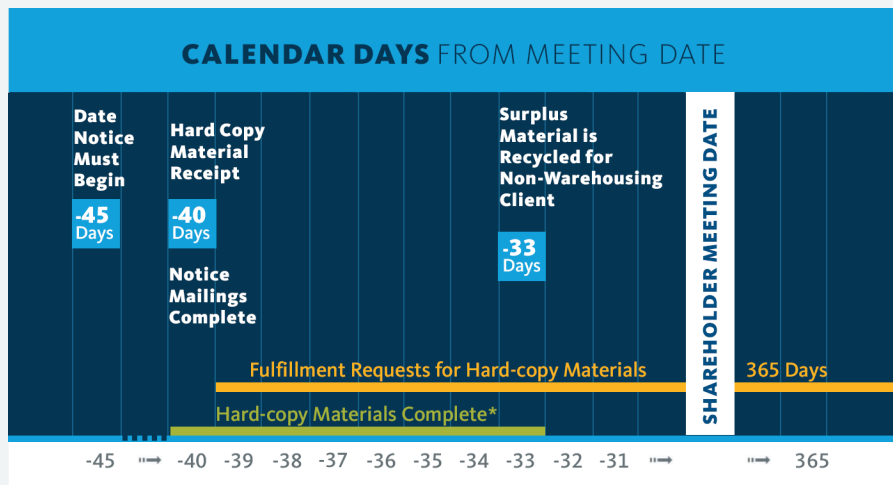 CALENDAR DAYS FROM MEETING DATE
Date
Notice
Must
Begin
-45
Days
Hard Copy
Material
Receipt
-40
Days
Notice
Mailings
Complete
Surplus
Material is
Recycled for
Non-Warehousing
Client
-33
Days
SHAREHOLDER MEETING DATE
Fulfillment Requests for Hard-copy Materials
365 Days
Hard-copy Materials Complete*
-45 -40 -39 -38 -37 -36 -35 -34 -33 -32 -31 365